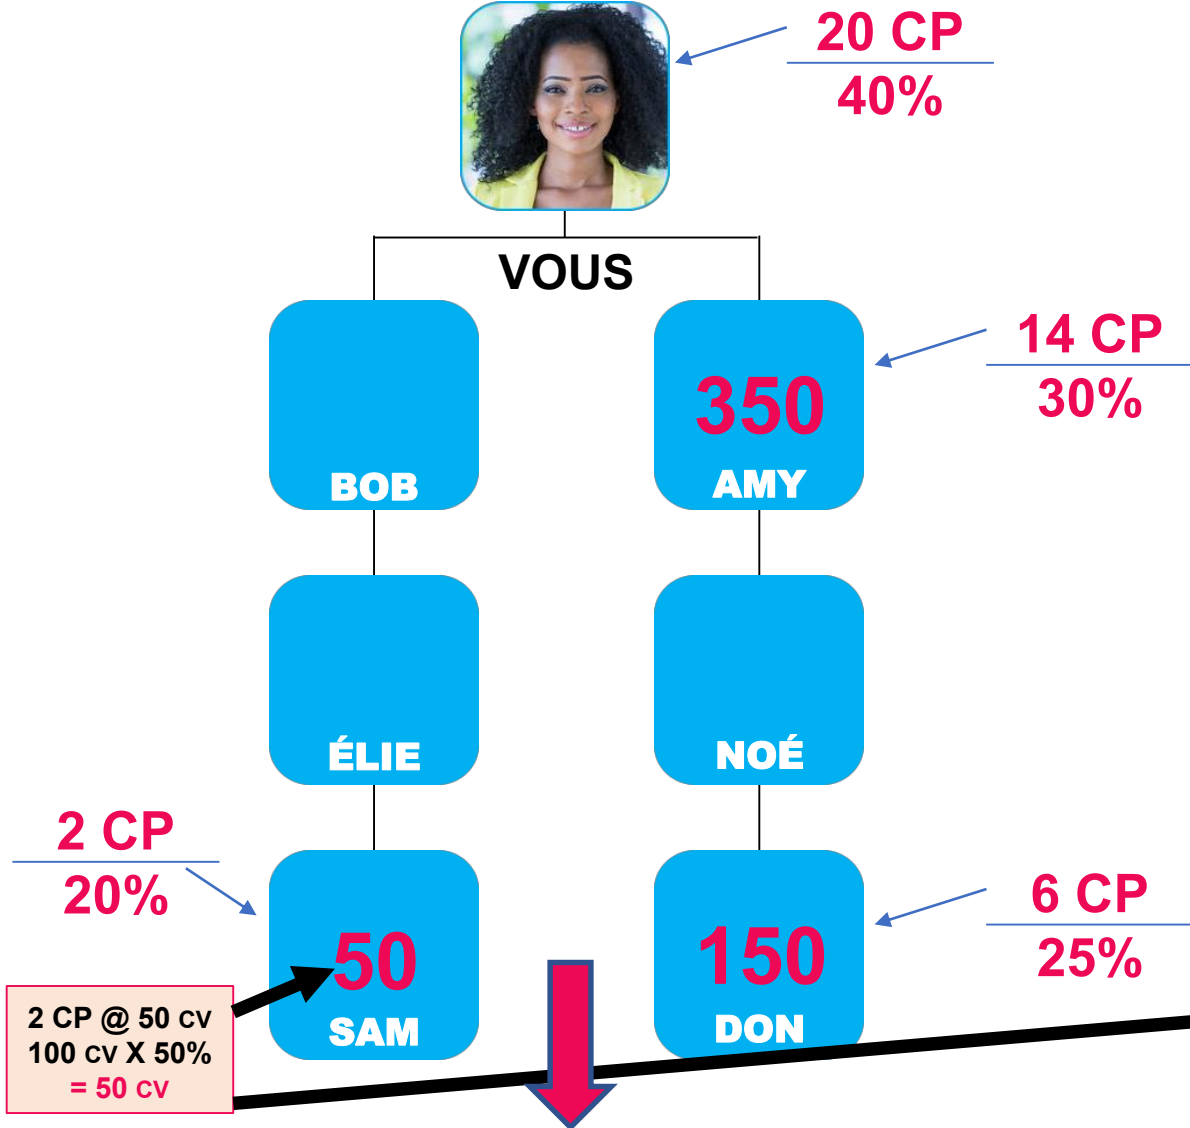 20 CP
40%
VOUS
14 CP
30%
350
BOB
AMY
ÉLIE
NOÉ
2 CP
20%
6 CP
25%
50
150
SAM
DON
2 CP @ 50 CV
100 CV X 50%
= 50 CV